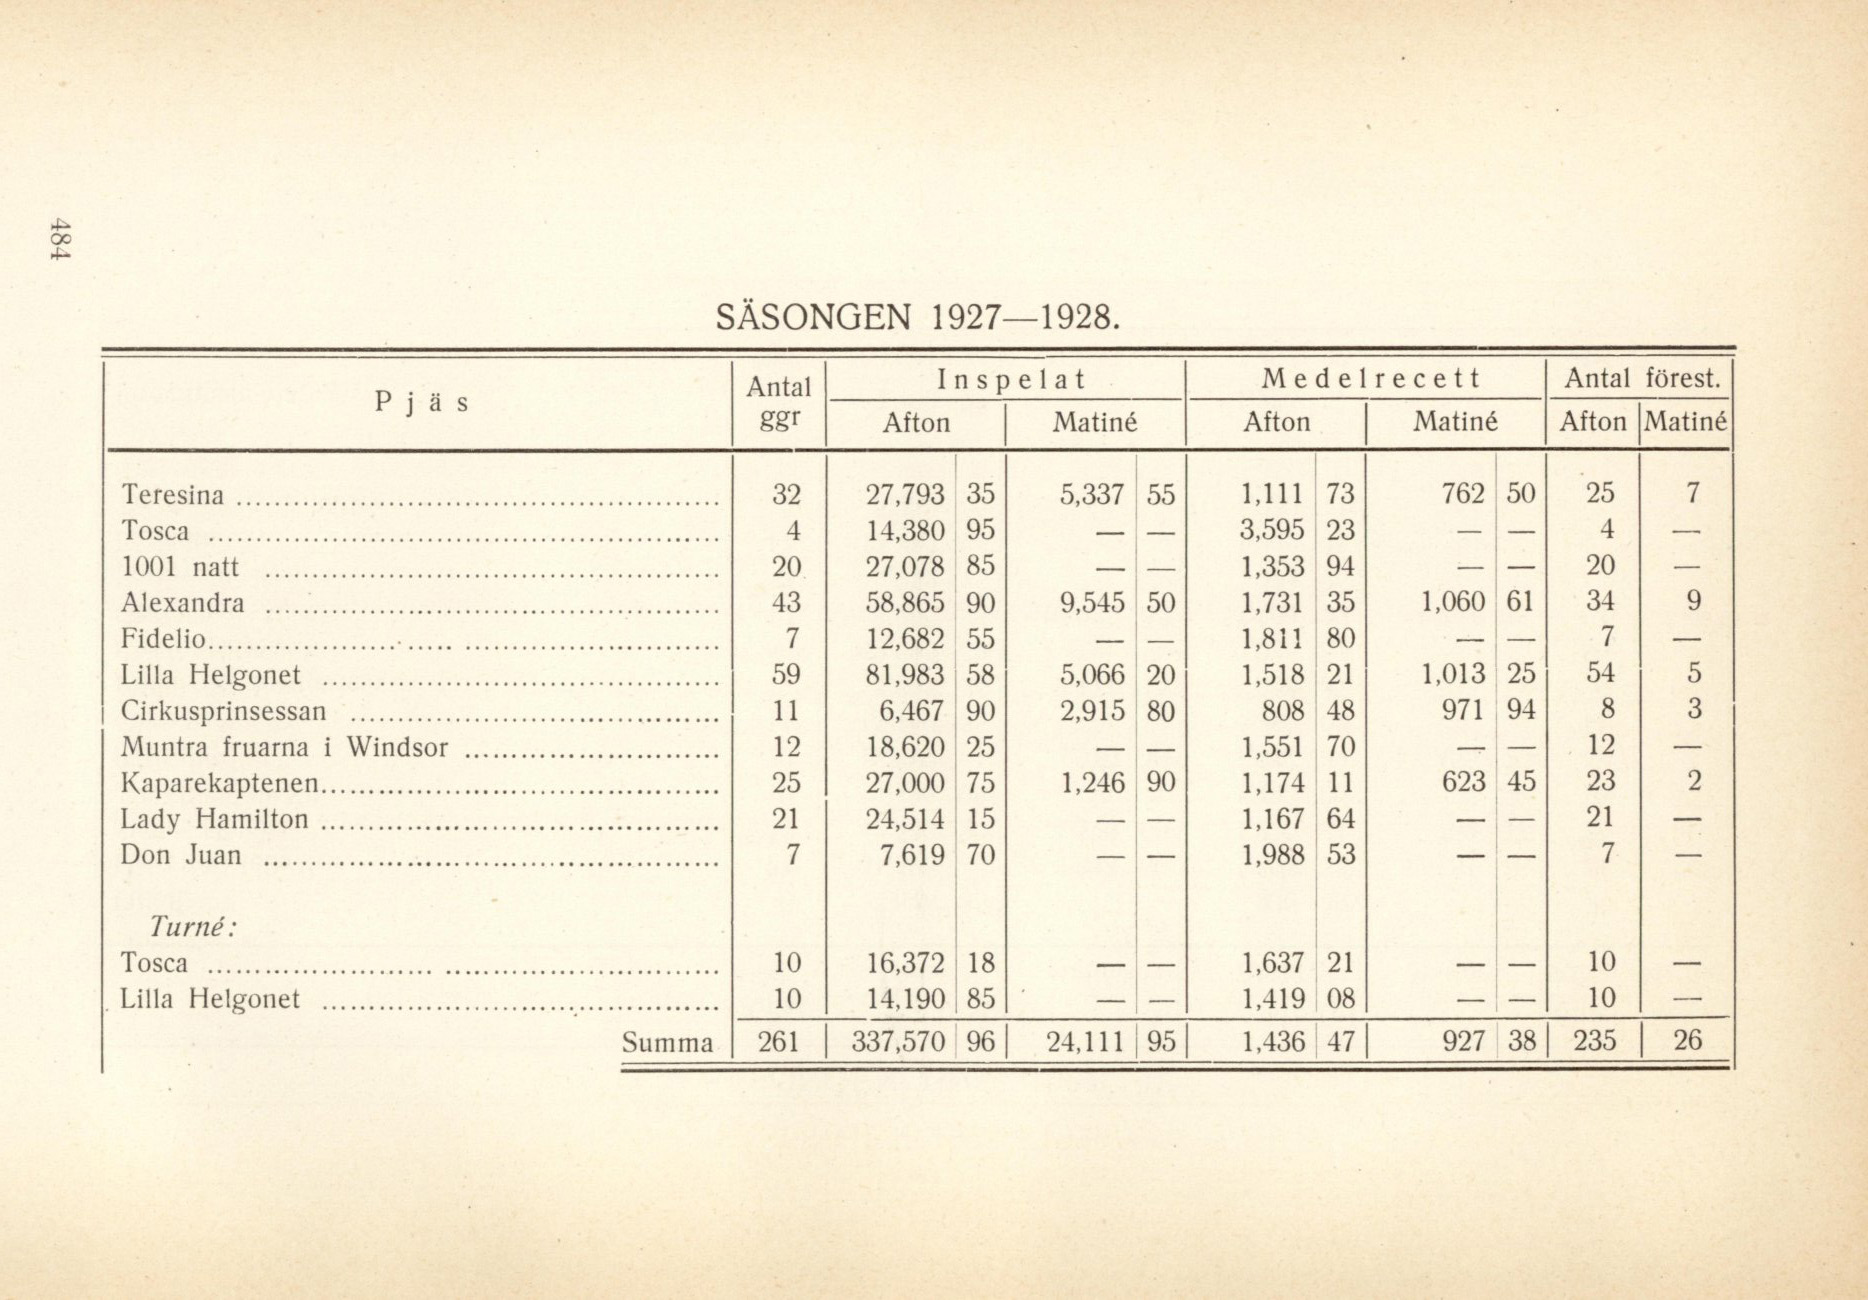 484
SÄSONGEN 1927—1928.
Pjäs Antal ggr Inspelat Medelrecett Antal förest.
Afton Matiné Afton Matiné Afton Matiné
Teresina 32 27,793 35 5,337 55 1,111 73 762 50 25 7
Tosca 4 14,380 95 — — 3,595 23 — — 4 —
1001 natt 20 27,078 85 — — 1,353 94 — — 20 —
Alexandra 43 58,865 90 9,545 50 1,731 35 1,060 61 34 9
Fidelio 7 12,682 55 — — 1,811 80 — — 7 —
Lilla Helgonet 59 81,983 58 5,066 20 1,518 21 1,013 25 54 5
Cirkusprinsessan 11 6,467 90 2,915 80 808 48 971 94 8 3
Muntra fruarna i Windsor 12 18,620 25 — — 1,551 70 — — 12 —
Kaparekaptenen 25 27,000 75 1,246 90 1,174 11 623 45 23 2
Lady Hamilton 21 24,514 15 — — 1,167 64 — — 21 —
Don Juan 7 7,619 70 — — 1,988 53 — — 7 —
Turné:
Tosca 10 16,372 18 — — 1,637 21 — — 10 —
Lilla Helgonet 10 14,190 85 — — 1,419 08 — — 10 —
Summa 261 337,570 96 24,111 95 1,436 47 927 38 235 26